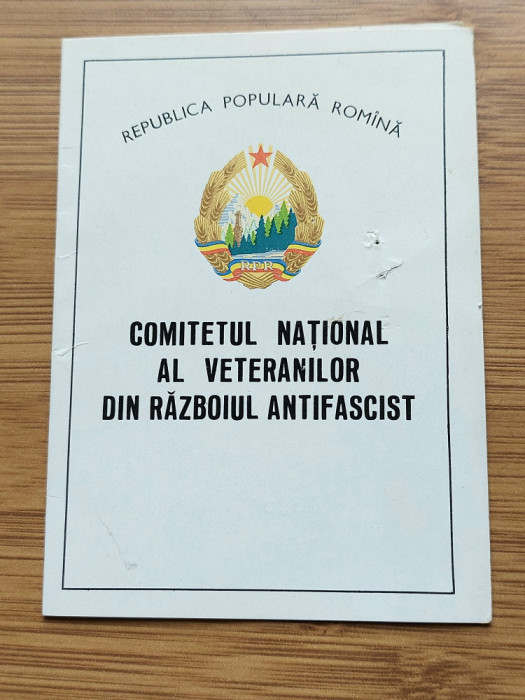 REPUBLICA POPULARĂ ROMÎNĂ
RPR
COMITETUL NAȚIONAL
AL VETERANILOR
DIN RĂZBOIUL ANTIFASCIST